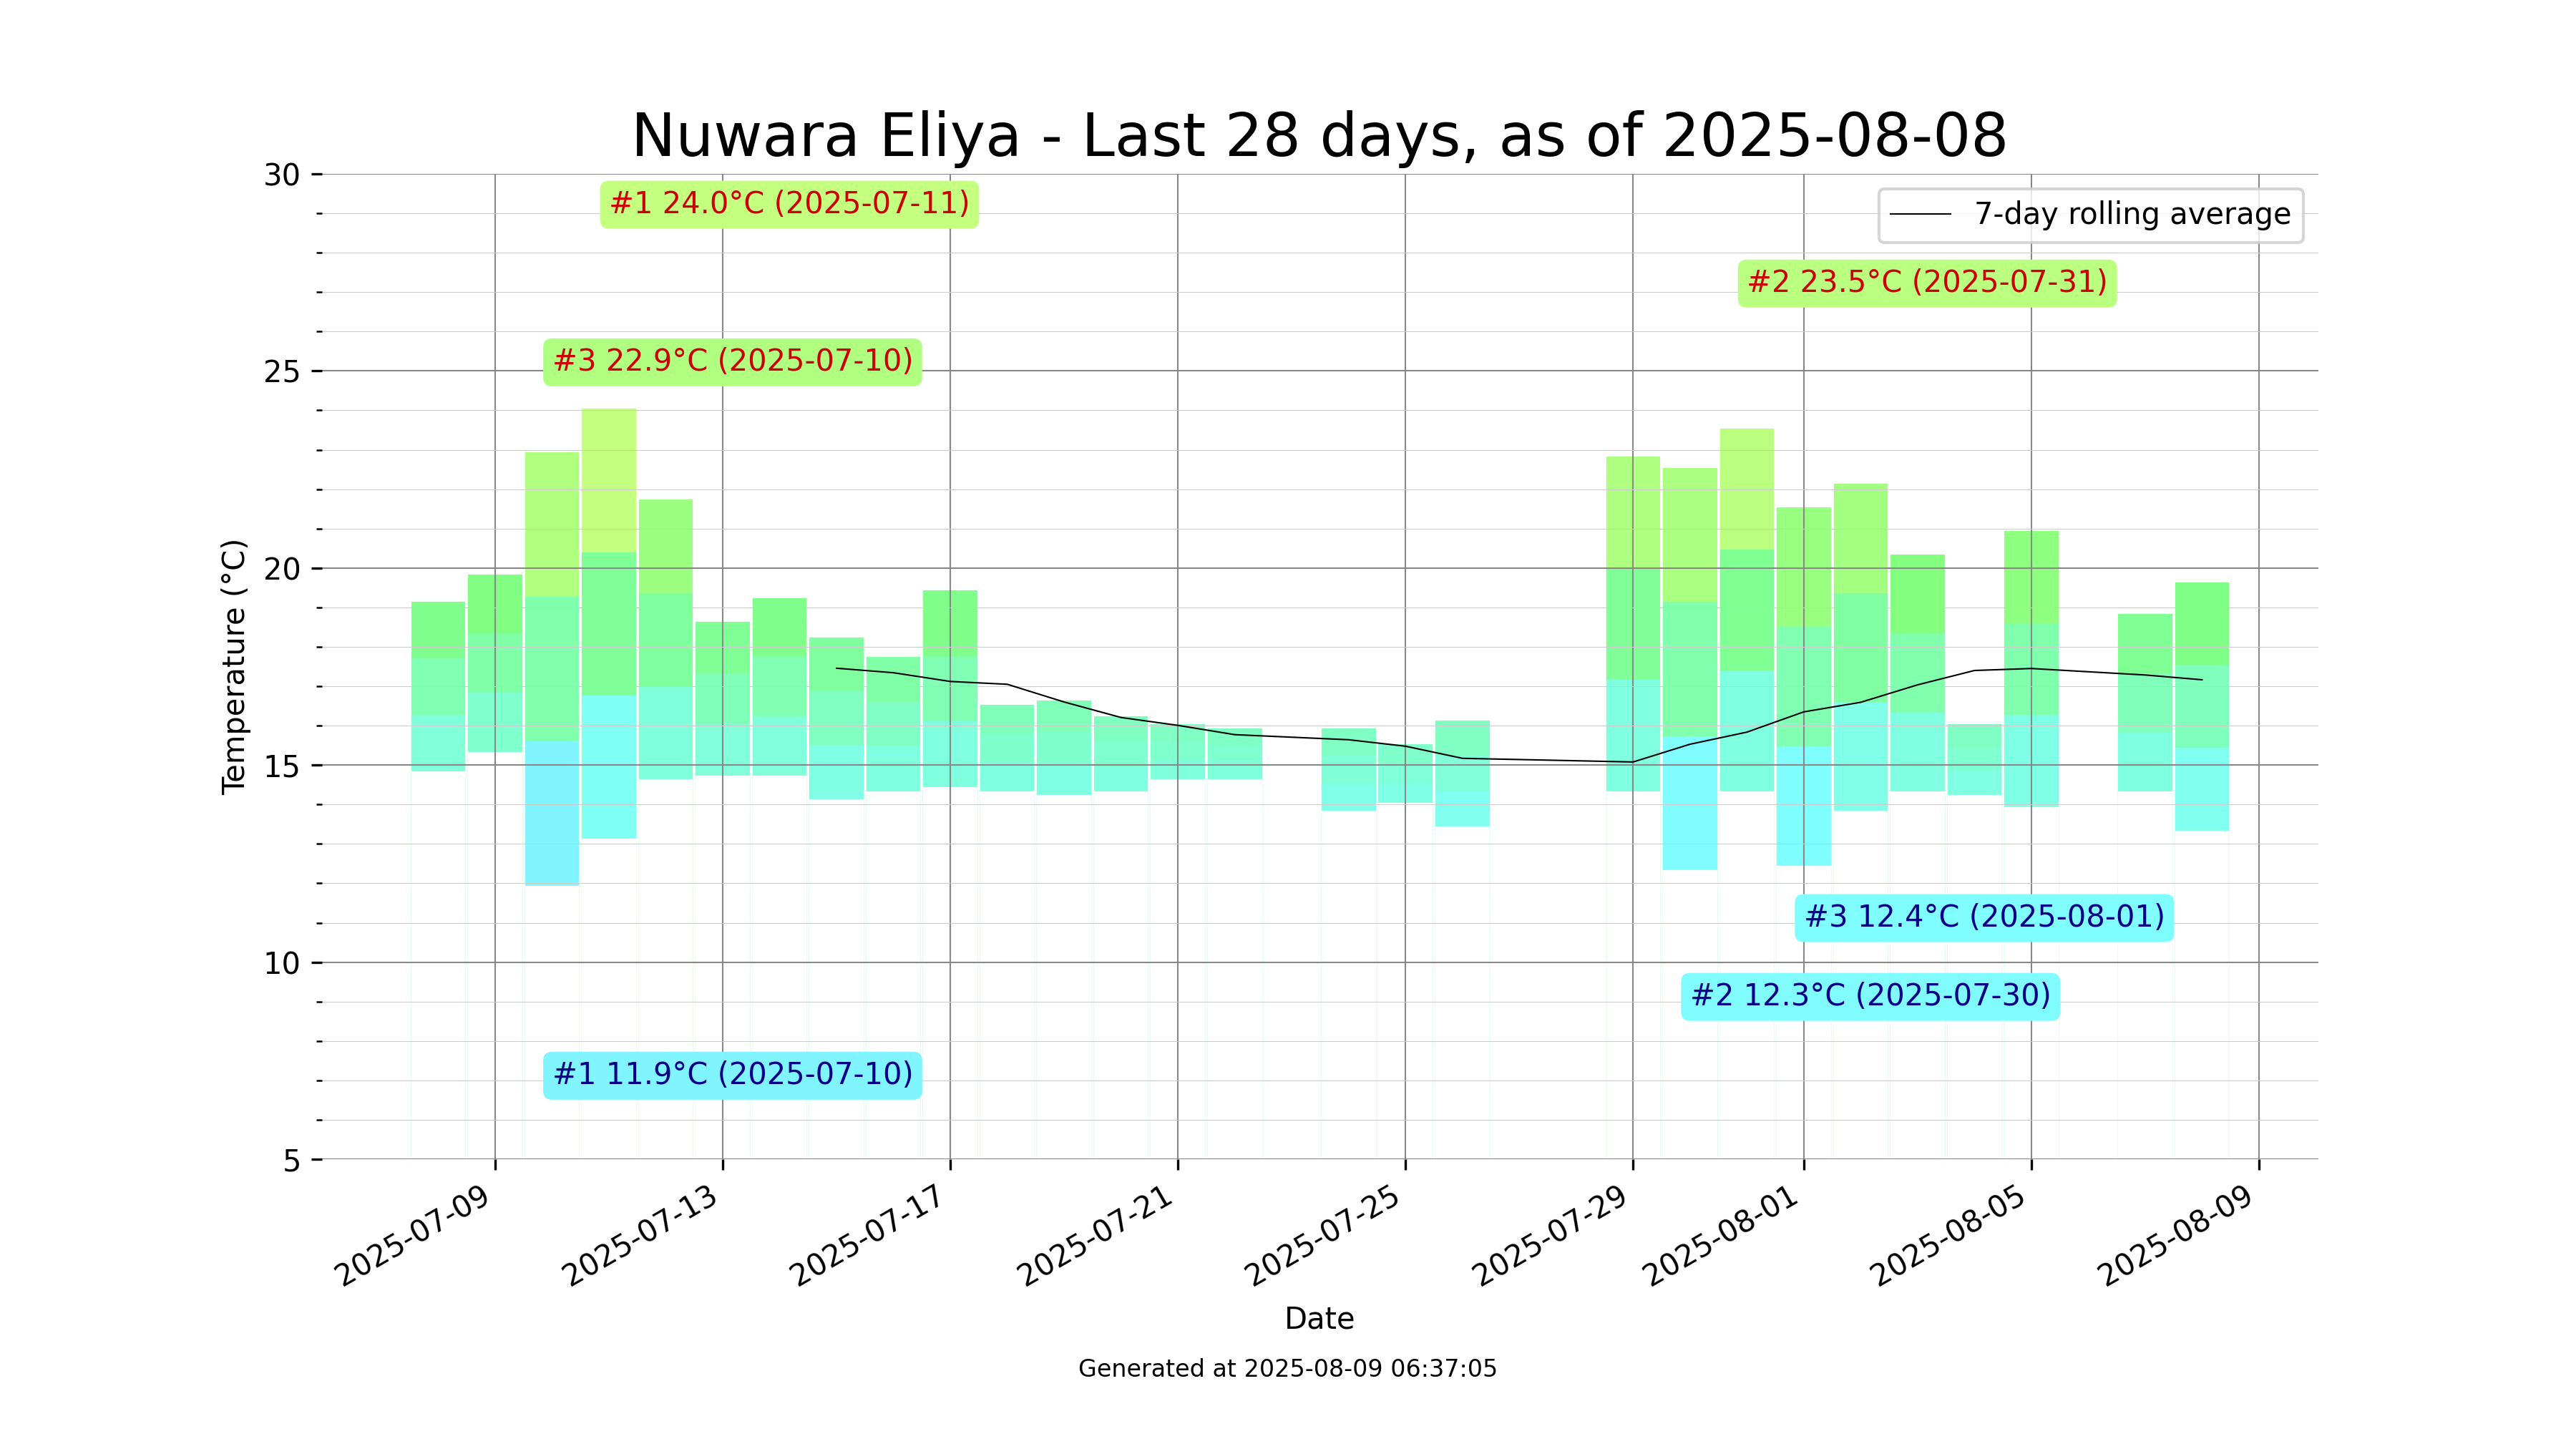 Nuwara Eliya - Last 28 days, as of 2025-08-08
30
25
20
15
10
5
Temperature (°C)
#1 24.0°C (2025-07-11)
7-day rolling average
#2 23.5°C (2025-07-31)
#3 22.9°C (2025-07-10)
#3 12.4°C (2025-08-01)
#2 12.3°C (2025-07-30)
#1 11.9°C (2025-07-10)
2025-07-09
2025-07-13
2025-07-17
2025-07-21
2025-07-25
2025-07-29
2025-08-01
2025-08-05
2025-08-09
Date
Generated at 2025-08-09 06:37:05